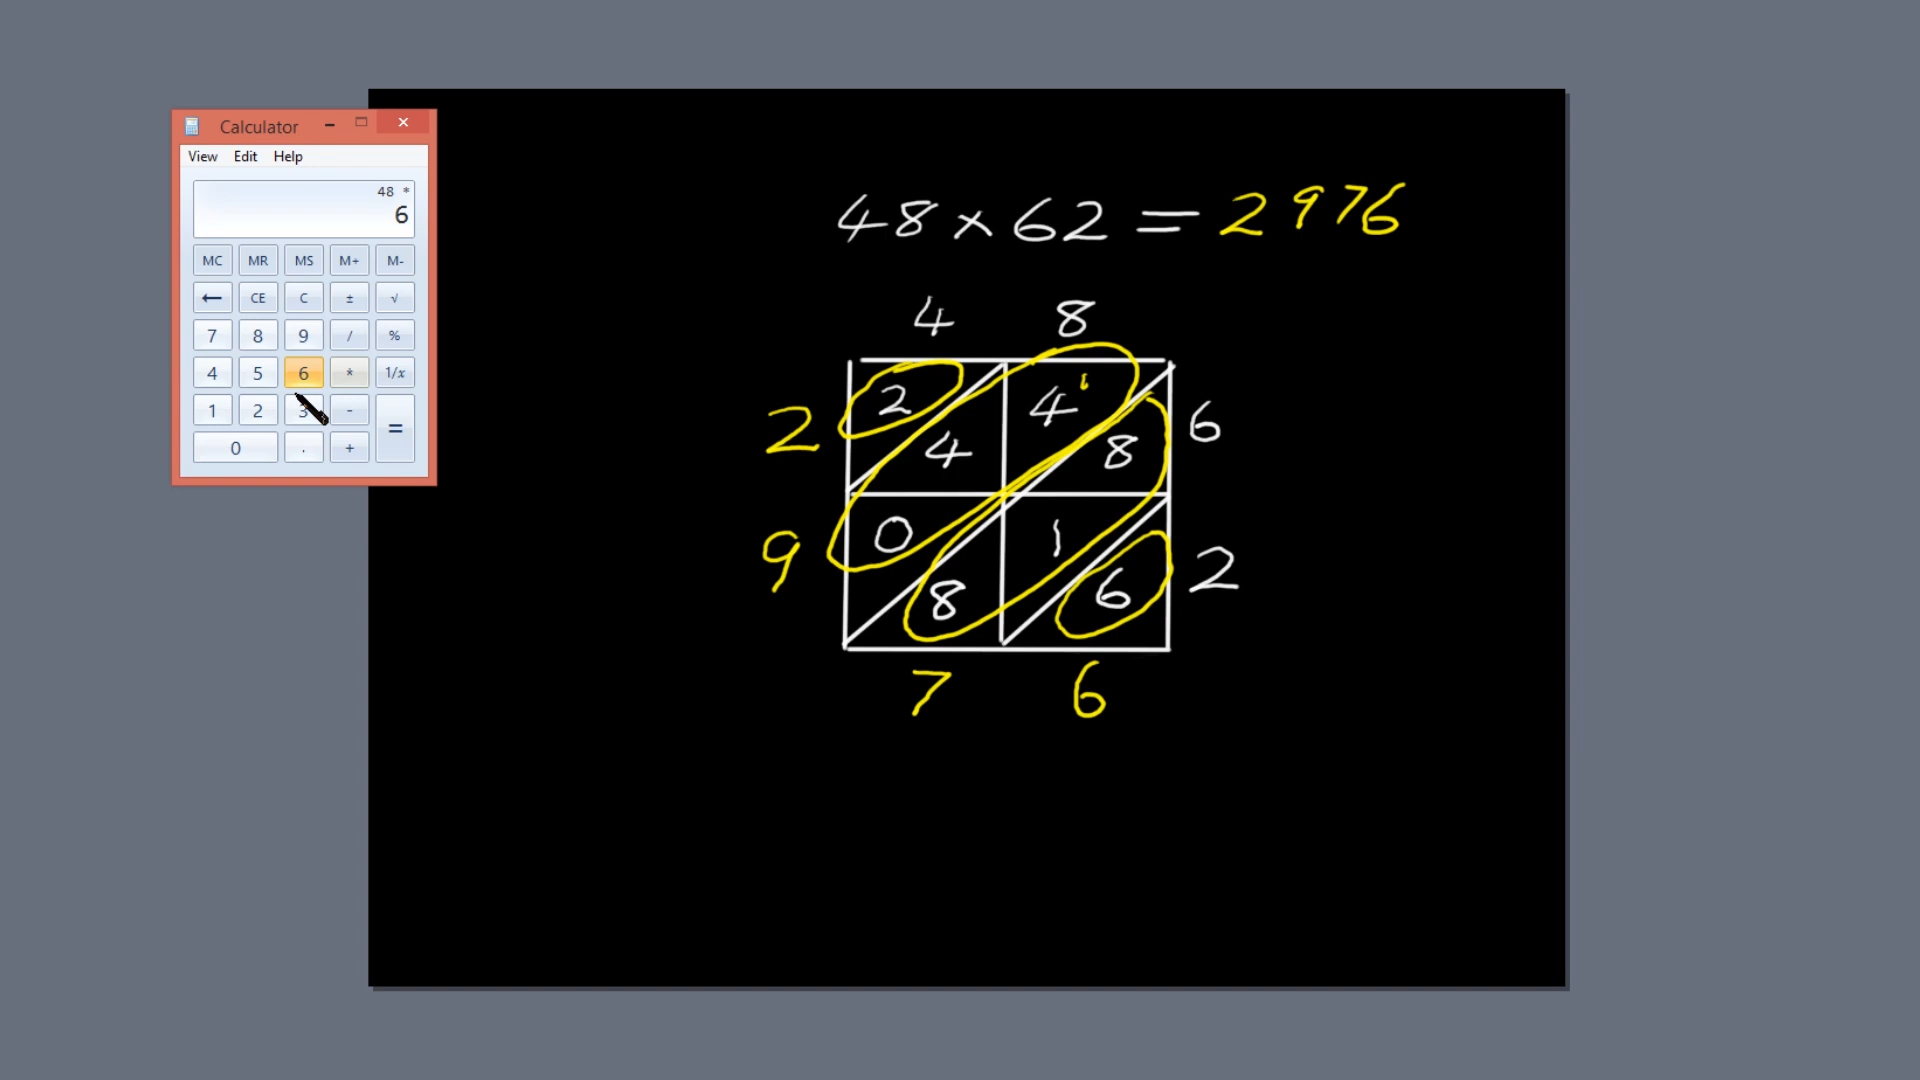 Calculator
View Edit Help
48 *
6
MC MR MS M+ M-
← CE C ± √
7 8 9 / %
4 5 6 * 1/x
1 2 3 - =
0 . +
48 × 62 = 2976
4 8
2 2 4 1 6
4 8
9 0 1 2
8 6
7 6